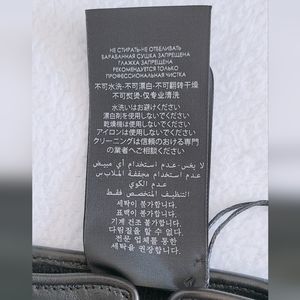 НЕ СТИРАТЬ-НЕ ОТБЕЛИВАТЬ
БАРАБАННАЯ СУШКА ЗАПРЕЩЕНА
ГЛАЖКА ЗАПРЕЩЕНА
РЕКОМЕНДУЕТСЯ ТОЛЬКО
ПРОФЕССИОНАЛЬНАЯ ЧИСТКА
不可水洗-不可漂白-不可翻转干燥
不可熨烫-仅专业清洗
水洗いはお避けください
漂白剤を使用しないでください
乾燥機は使用しないでください
アイロンは使用しないでください
クリーニングは信頼のおける専門
の業者へご相談ください
لا يغس-عدم استخدام أي مبيض
عدم استخدام مجففة الملابس
عدم الكوي
التنظيف المتخصص فقط
세탁이 불가합니다.
표백이 불가합니다.
기계 건조 불가합니다.
다림질을 할 수 없다.
전문 업체를 통한
세탁을 권장합니다.